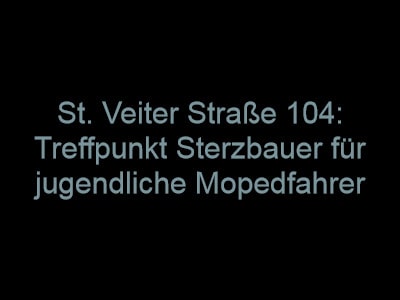 St. Veiter Straße 104:
Treffpunkt Sterzbauer für
jugendliche Mopedfahrer